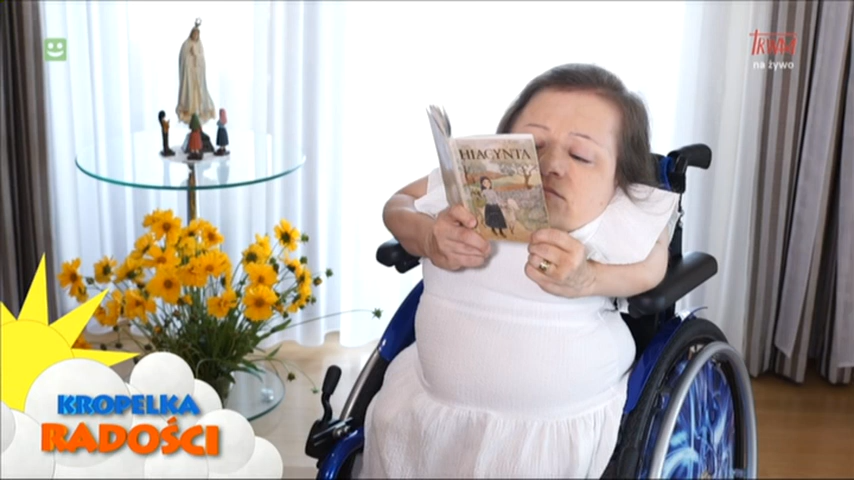 TRWAM
na żywo
HIACYNTA
KROPELKA
RADOŚCI